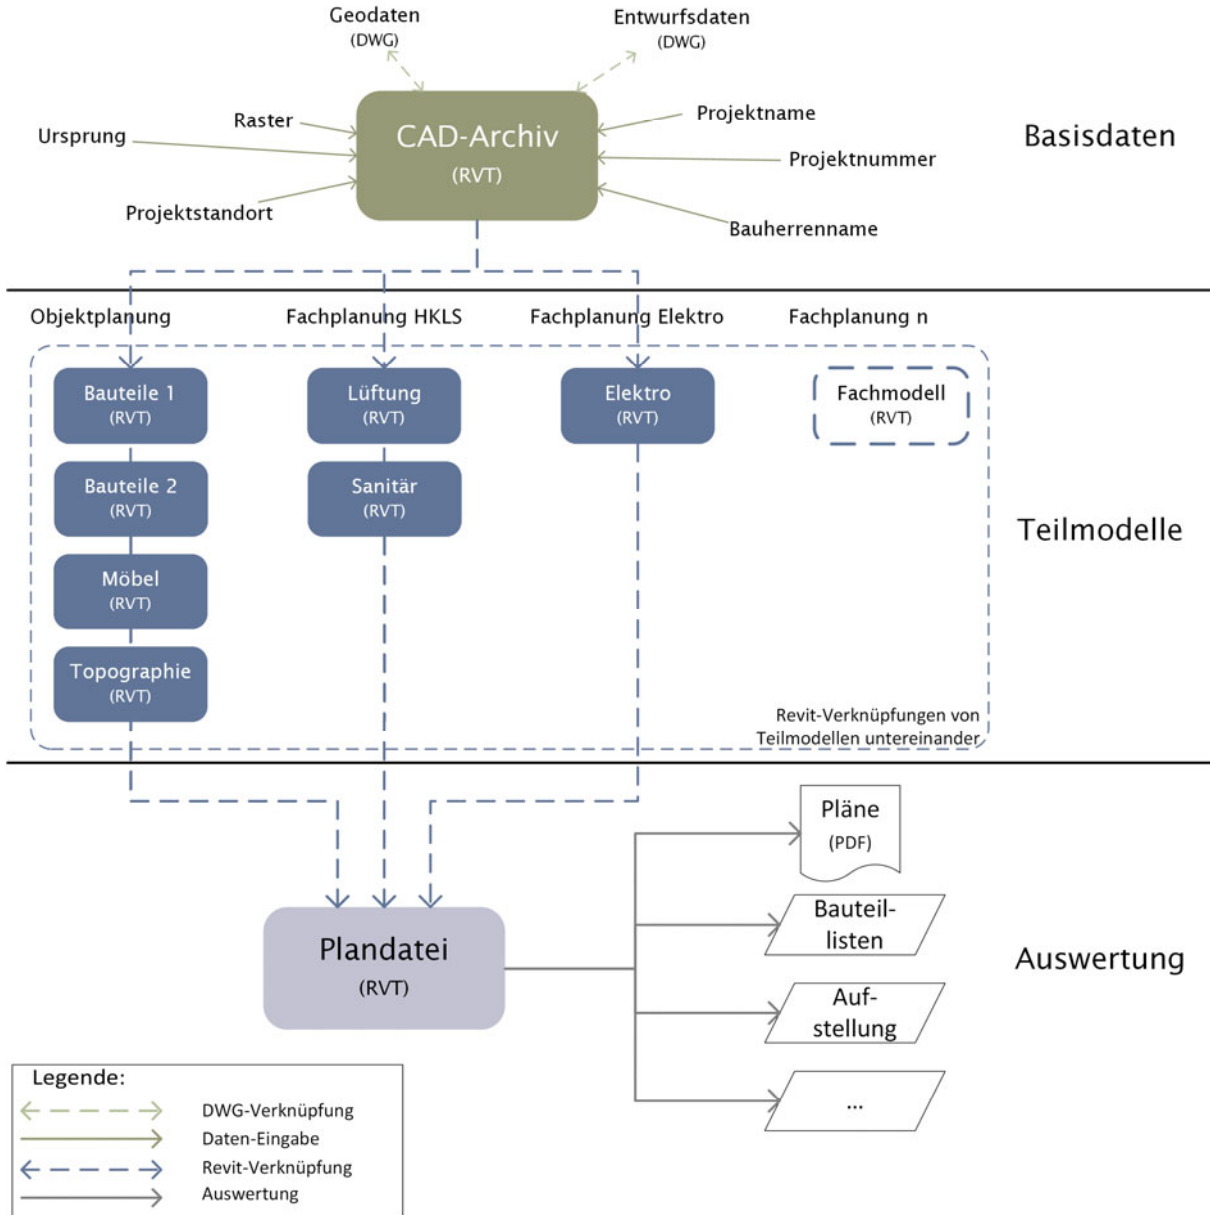 Geodaten
(DWG)
Entwurfsdaten
(DWG)
CAD-Archiv
(RVT)
Raster
Ursprung
Projektstandort
Projektname
Projektnummer
Bauherrenname
Basisdaten
Objektplanung
Fachplanung HKLS
Fachplanung Elektro
Fachplanung n
Bauteile 1
(RVT)
Lüftung
(RVT)
Elektro
(RVT)
Fachmodell
(RVT)
Bauteile 2
(RVT)
Sanitär
(RVT)
Möbel
(RVT)
Topographie
(RVT)
Revit-Verknüpfungen von
Teilmodellen untereinander
Teilmodelle
Plandatei
(RVT)
Pläne
(PDF)
Bauteil-
listen
Auf-
stellung
...
Auswertung
Legende:
DWG-Verknüpfung
Daten-Eingabe
Revit-Verknüpfung
Auswertung